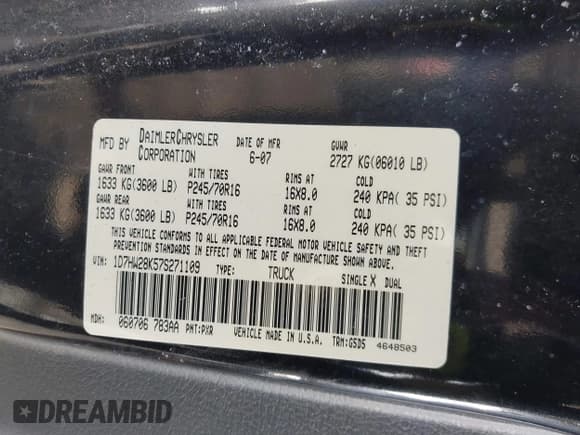 MFD BY DAIMLERCHRYSLER CORPORATION DATE OF MFR 6-07 GVWR 2727 KG(06010 LB)
GAWR FRONT WITH TIRES RIMS AT COLD
1633 KG(3600 LB) P245/70R16 16X8.0 240 KPA( 35 PSI)
GAWR REAR WITH TIRES RIMS AT COLD
1633 KG(3600 LB) P245/70R16 16X8.0 240 KPA( 35 PSI)
THIS VEHICLE CONFORMS TO ALL APPLICABLE FEDERAL MOTOR VEHICLE SAFETY AND THEFT
PREVENTION STANDARDS IN EFFECT ON THE DATE OF MANUFACTURE SHOWN ABOVE.
VIN: 1D7HW28K57S271109 TYPE: TRUCK SINGLE X DUAL
MDH: 060706 783AA PNT:PXR VEHICLE MADE IN U.S.A. TRM:GSD5
4648503
DREAMBID